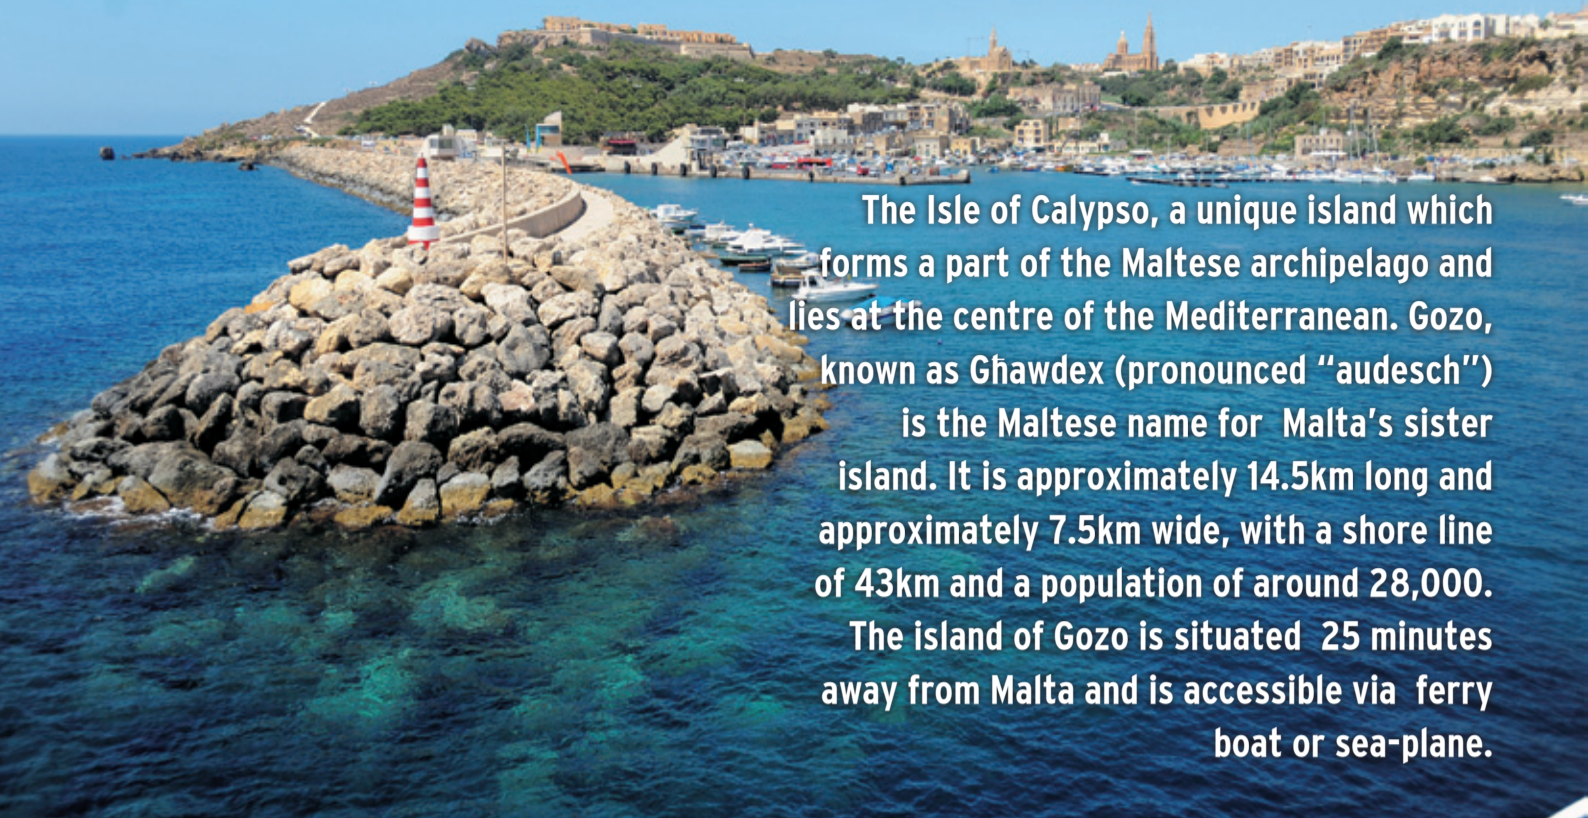 The Isle of Calypso, a unique island which
forms a part of the Maltese archipelago and
lies at the centre of the Mediterranean. Gozo,
known as Għawdex (pronounced “audesch”)
is the Maltese name for  Malta’s sister
island. It is approximately 14.5km long and
approximately 7.5km wide, with a shore line
of 43km and a population of around 28,000.
The island of Gozo is situated  25 minutes
away from Malta and is accessible via  ferry
boat or sea-plane.